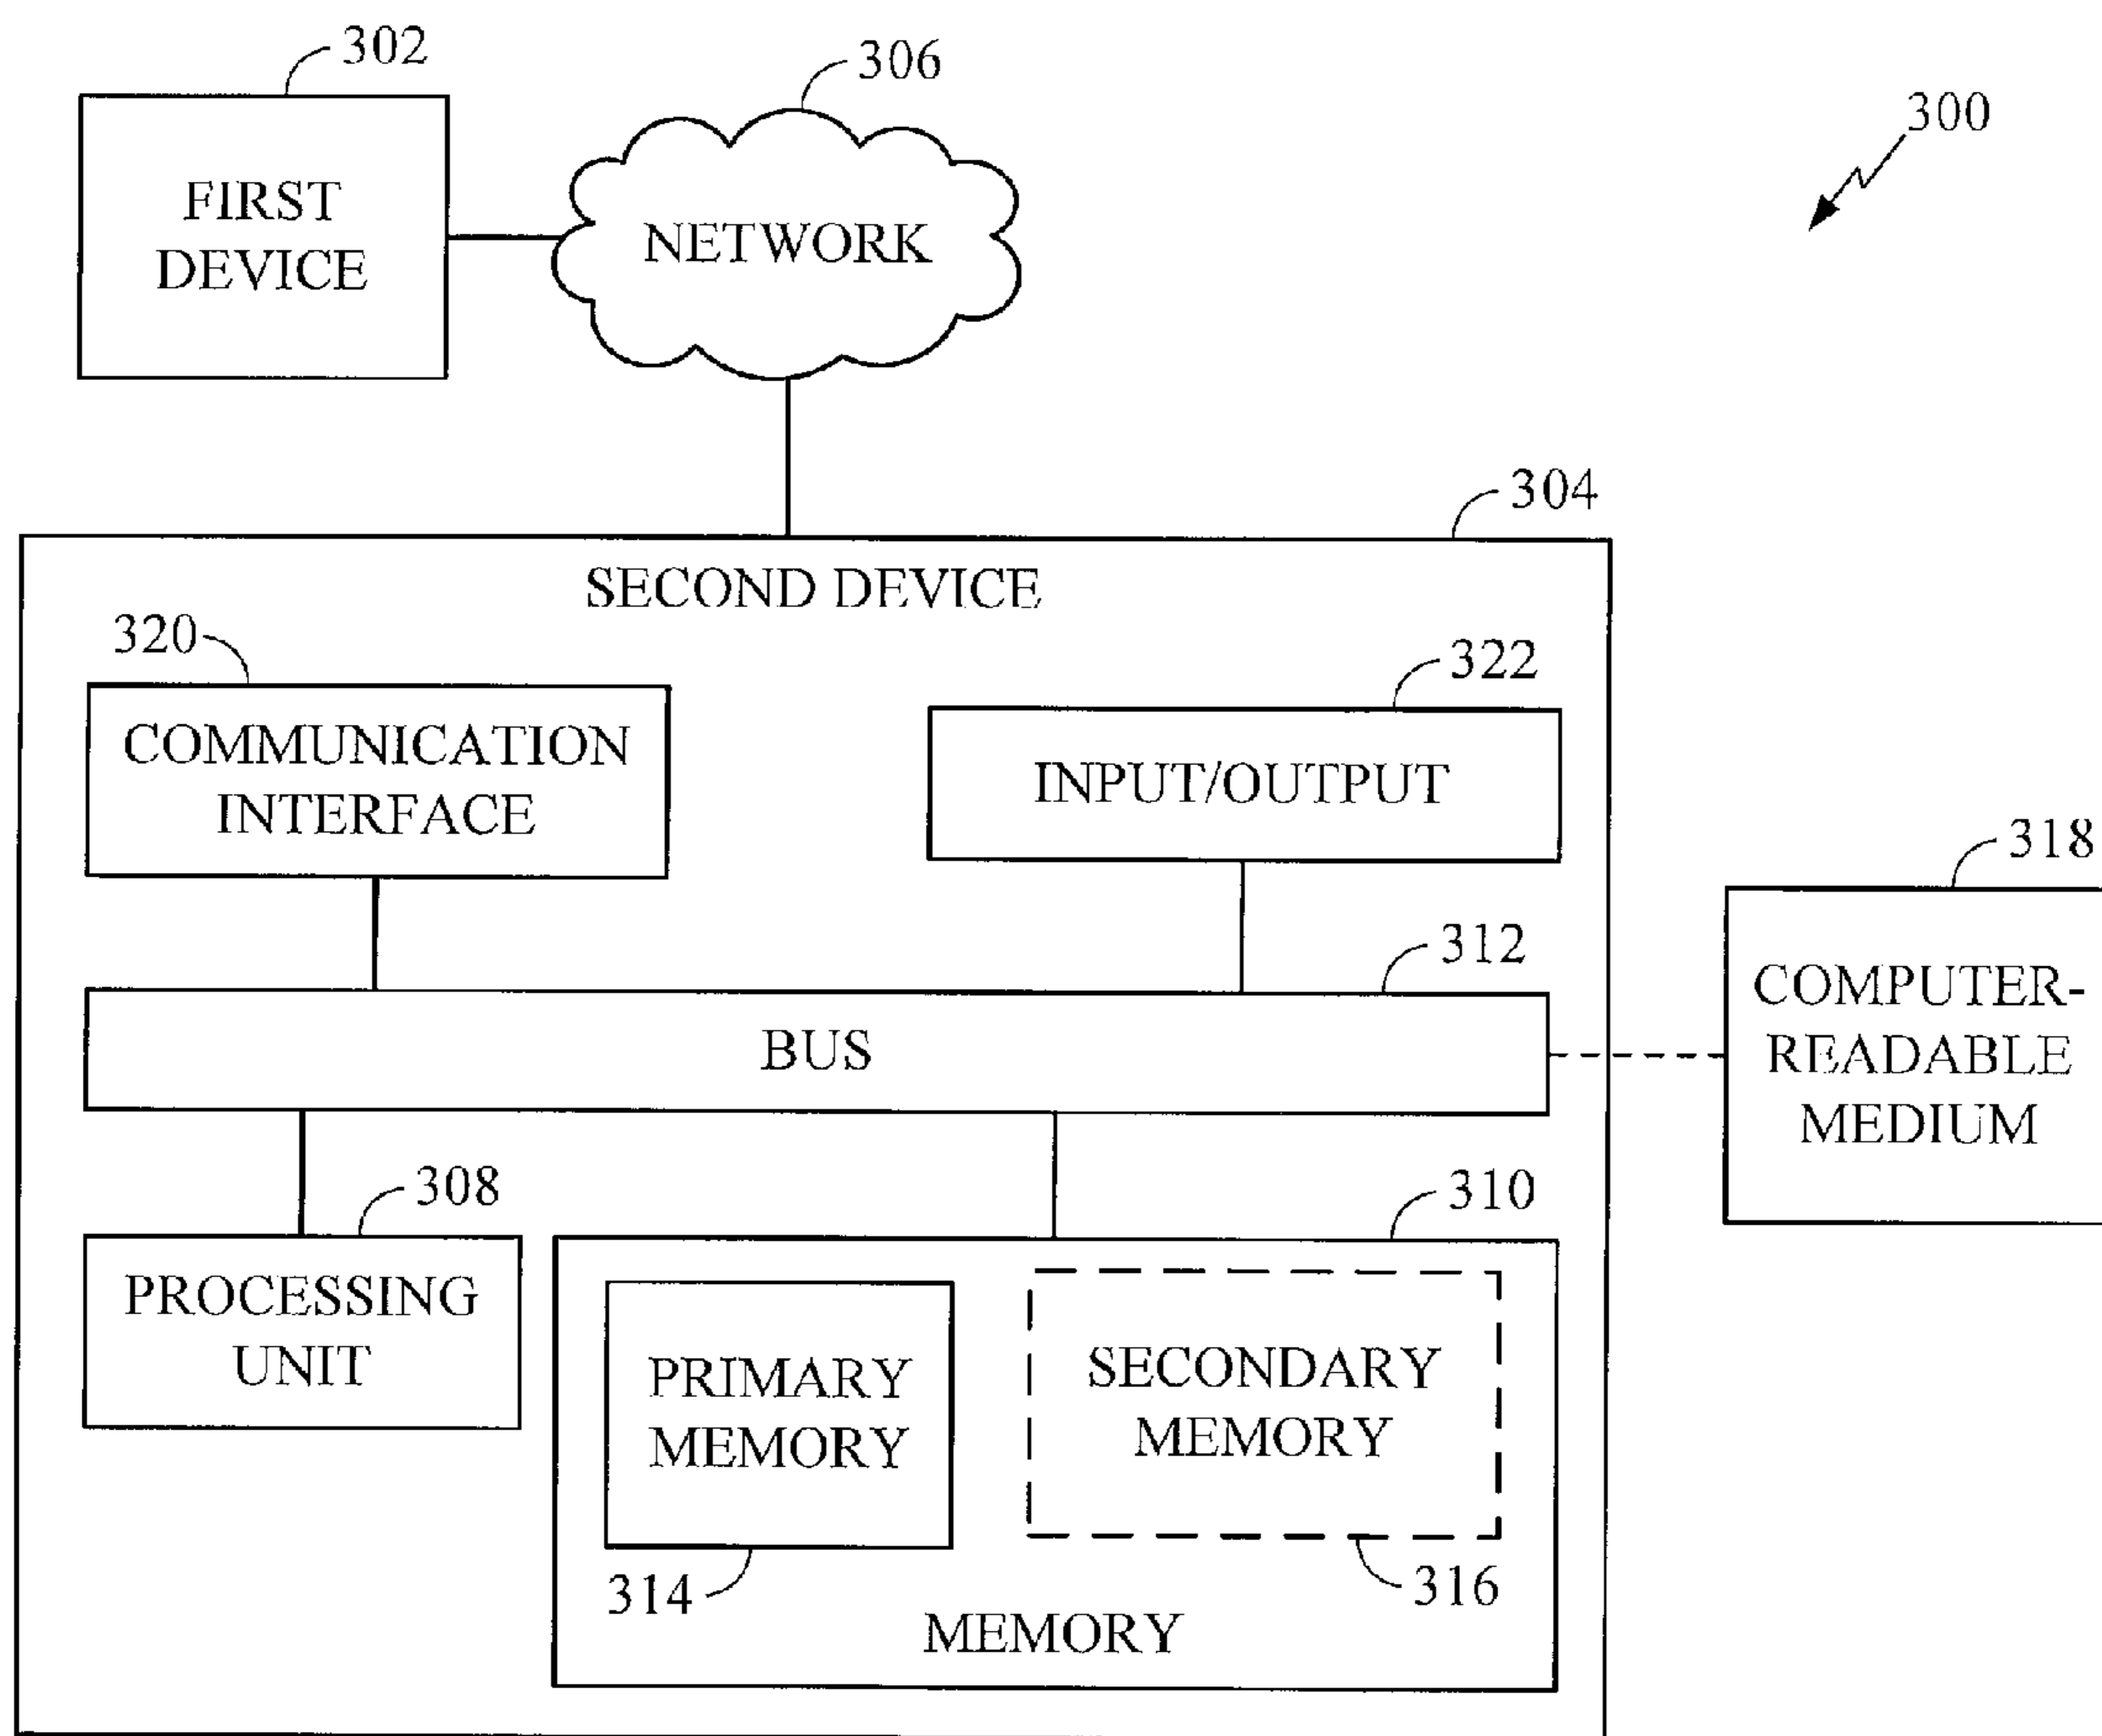 302
306
300
FIRST
DEVICE
NETWORK
304
SECOND DEVICE
320
322
COMMUNICATION
INTERFACE
INPUT/OUTPUT
318
312
COMPUTER-
READABLE
MEDIUM
BUS
308
310
PROCESSING
UNIT
PRIMARY
MEMORY
SECONDARY
MEMORY
314
316
MEMORY